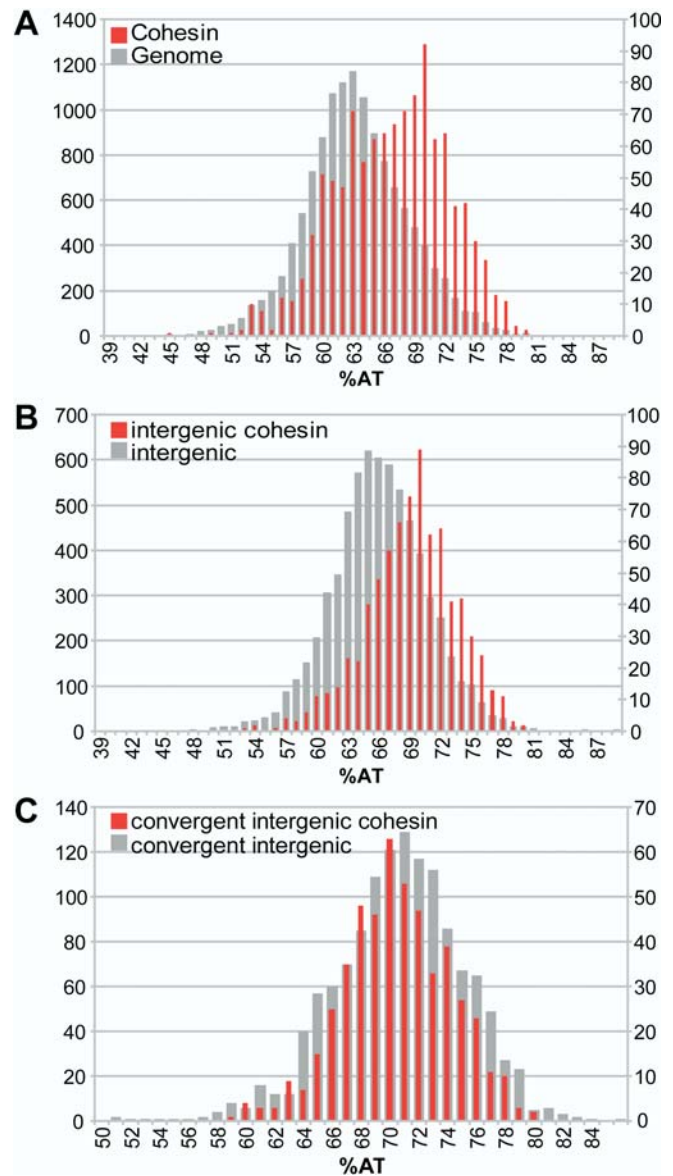 A
Cohesin
Genome
1400 1200 1000 800 600 400 200 0
100 90 80 70 60 50 40 30 20 10 0
39 42 45 48 51 54 57 60 63 66 69 72 75 78 81 84 87
%AT
B
intergenic cohesin
intergenic
700 600 500 400 300 200 100 0
100 90 80 70 60 50 40 30 20 10 0
39 42 45 48 51 54 57 60 63 66 69 72 75 78 81 84 87
%AT
C
convergent intergenic cohesin
convergent intergenic
140 120 100 80 60 40 20 0
70 60 50 40 30 20 10 0
50 52 54 56 58 60 62 64 66 68 70 72 74 76 78 80 82 84
%AT